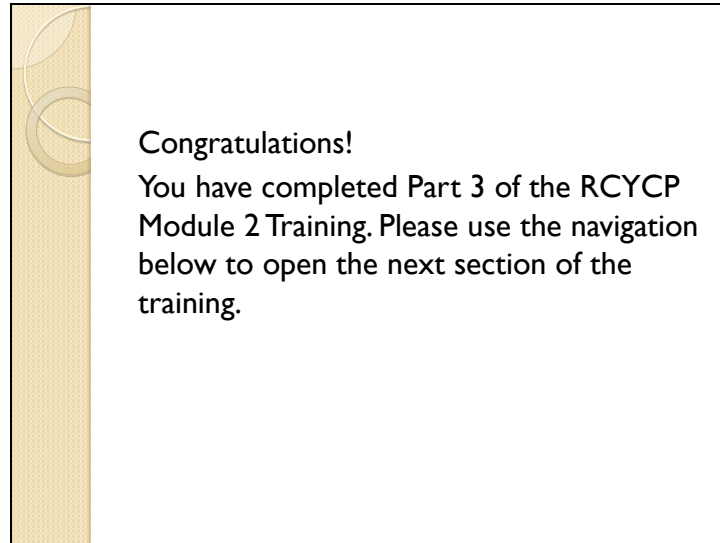 Congratulations!
You have completed Part 3 of the RCYCP
Module 2 Training. Please use the navigation
below to open the next section of the
training.